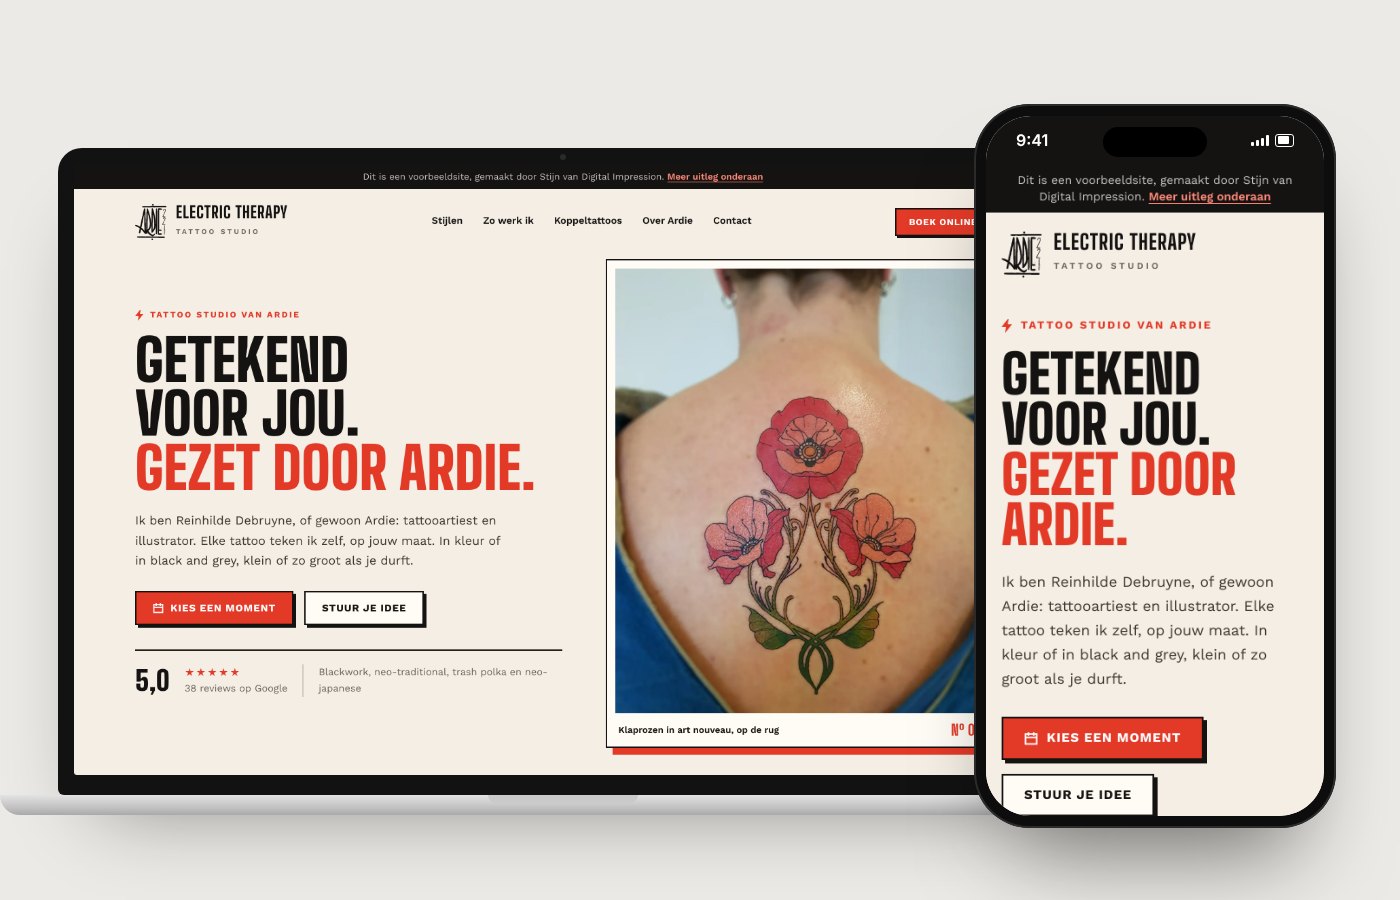 Dit is een voorbeeldsite, gemaakt door Stijn van Digital Impression. Meer uitleg onderaan
ARDIE
ELECTRIC THERAPY
TATTOO STUDIO
Stijlen
Zo werk ik
Koppeltattoos
Over Ardie
Contact
BOEK ONLINE
TATTOO STUDIO VAN ARDIE
GETEKEND
VOOR JOU.
GEZET DOOR ARDIE.
Ik ben Reinhilde Debruyne, of gewoon Ardie: tattooartiest en
illustrator. Elke tattoo teken ik zelf, op jouw maat. In kleur of
in black and grey, klein of zo groot als je durft.
KIES EEN MOMENT
STUUR JE IDEE
5,0
★★★★★
38 reviews op Google
Blackwork, neo-traditional, trash polka en neo-
japanese
Klaprozen in art nouveau, op de rug
Nº
9:41
Dit is een voorbeeldsite, gemaakt door Stijn van
Digital Impression. Meer uitleg onderaan
ARDIE
ELECTRIC THERAPY
TATTOO STUDIO
TATTOO STUDIO VAN ARDIE
GETEKEND
VOOR JOU.
GEZET DOOR
ARDIE.
Ik ben Reinhilde Debruyne, of gewoon
Ardie: tattooartiest en illustrator. Elke
tattoo teken ik zelf, op jouw maat. In
kleur of in black and grey, klein of zo
groot als je durft.
KIES EEN MOMENT
STUUR JE IDEE